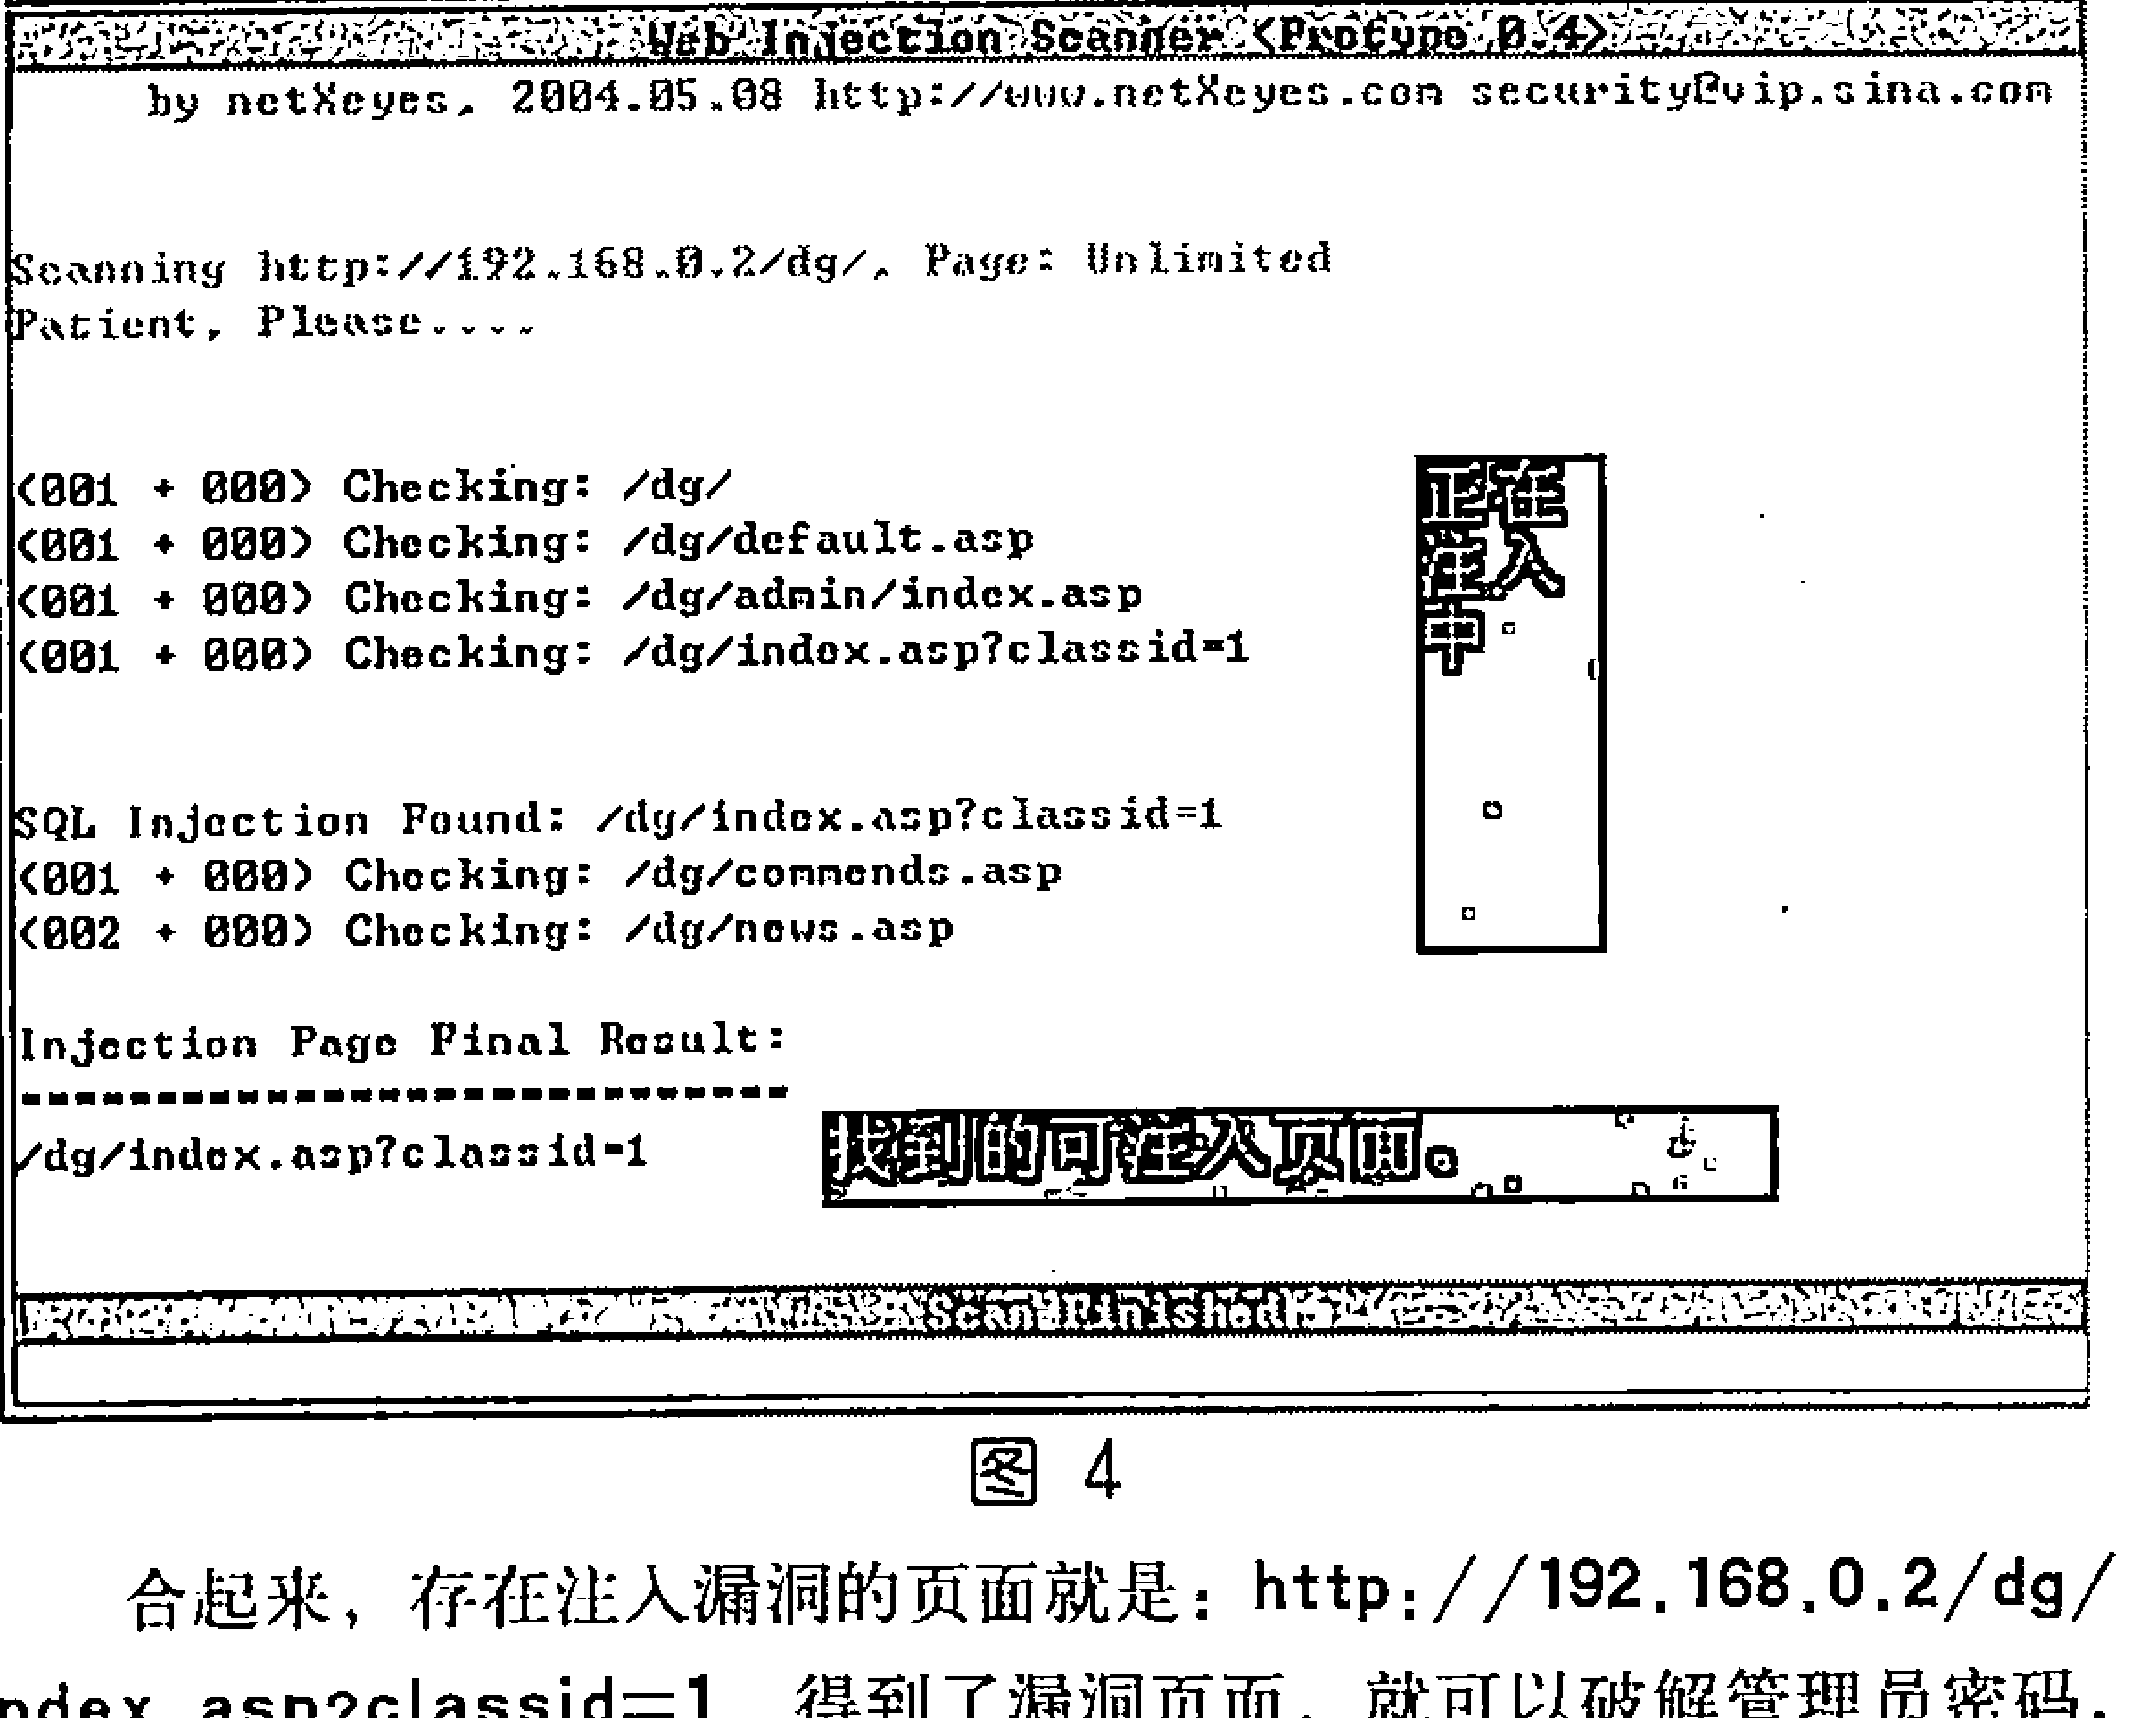 Web Injection Scanner <Protype 0.4>
by netXeyes, 2004.05.08 http://www.netXeyes.com security@vip.sina.com
Scanning http://192.168.0.2/dg/, Page: Unlimited
Patient, Please....
(001 + 000) Checking: /dg/
(001 + 000) Checking: /dg/default.asp
(001 + 000) Checking: /dg/admin/index.asp
(001 + 000) Checking: /dg/index.asp?classid=1
正在
注入
中
SQL Injection Found: /dg/index.asp?classid=1
(001 + 000) Checking: /dg/commends.asp
(002 + 000) Checking: /dg/news.asp
Injection Page Final Result:
----------------------------
/dg/index.asp?classid=1
找到的可注入页面。
Scan Finished
图 4
合起来，存在注入漏洞的页面就是：http://192.168.0.2/dg/
ndex.asp?classid=1 得到了漏洞页面，就可以破解管理员密码，